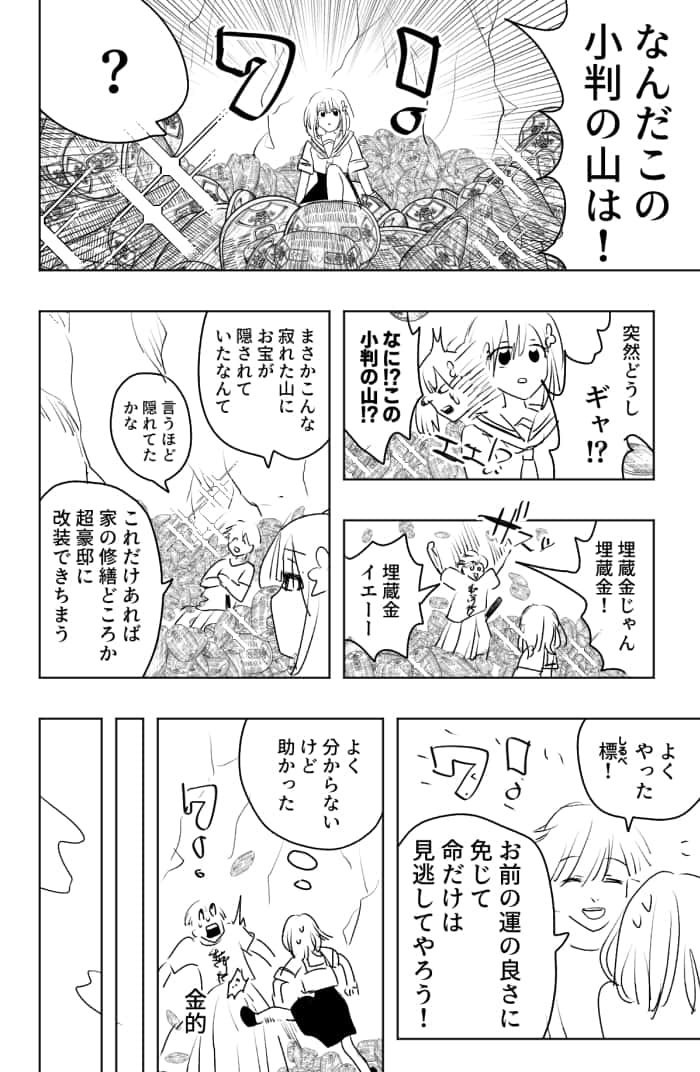 なんだこの
小判の山は！
ワ！
？
突然どうし
ギャ⁉
なに⁉この
小判の山⁉
埋蔵金じゃん
埋蔵金！
埋蔵金
イエーー
まさかこんな
寂れた山に
お宝が
隠されて
いたなんて
言うほど
隠れてた
かな
これだけあれば
家の修繕どころか
超豪邸に
改装できちまう
よく
やった
標！
しるべ
お前の運の良さに
免じて
命だけは
見逃してやろう！
ワ！
よく
分からない
けど
助かった
ワ！
金的